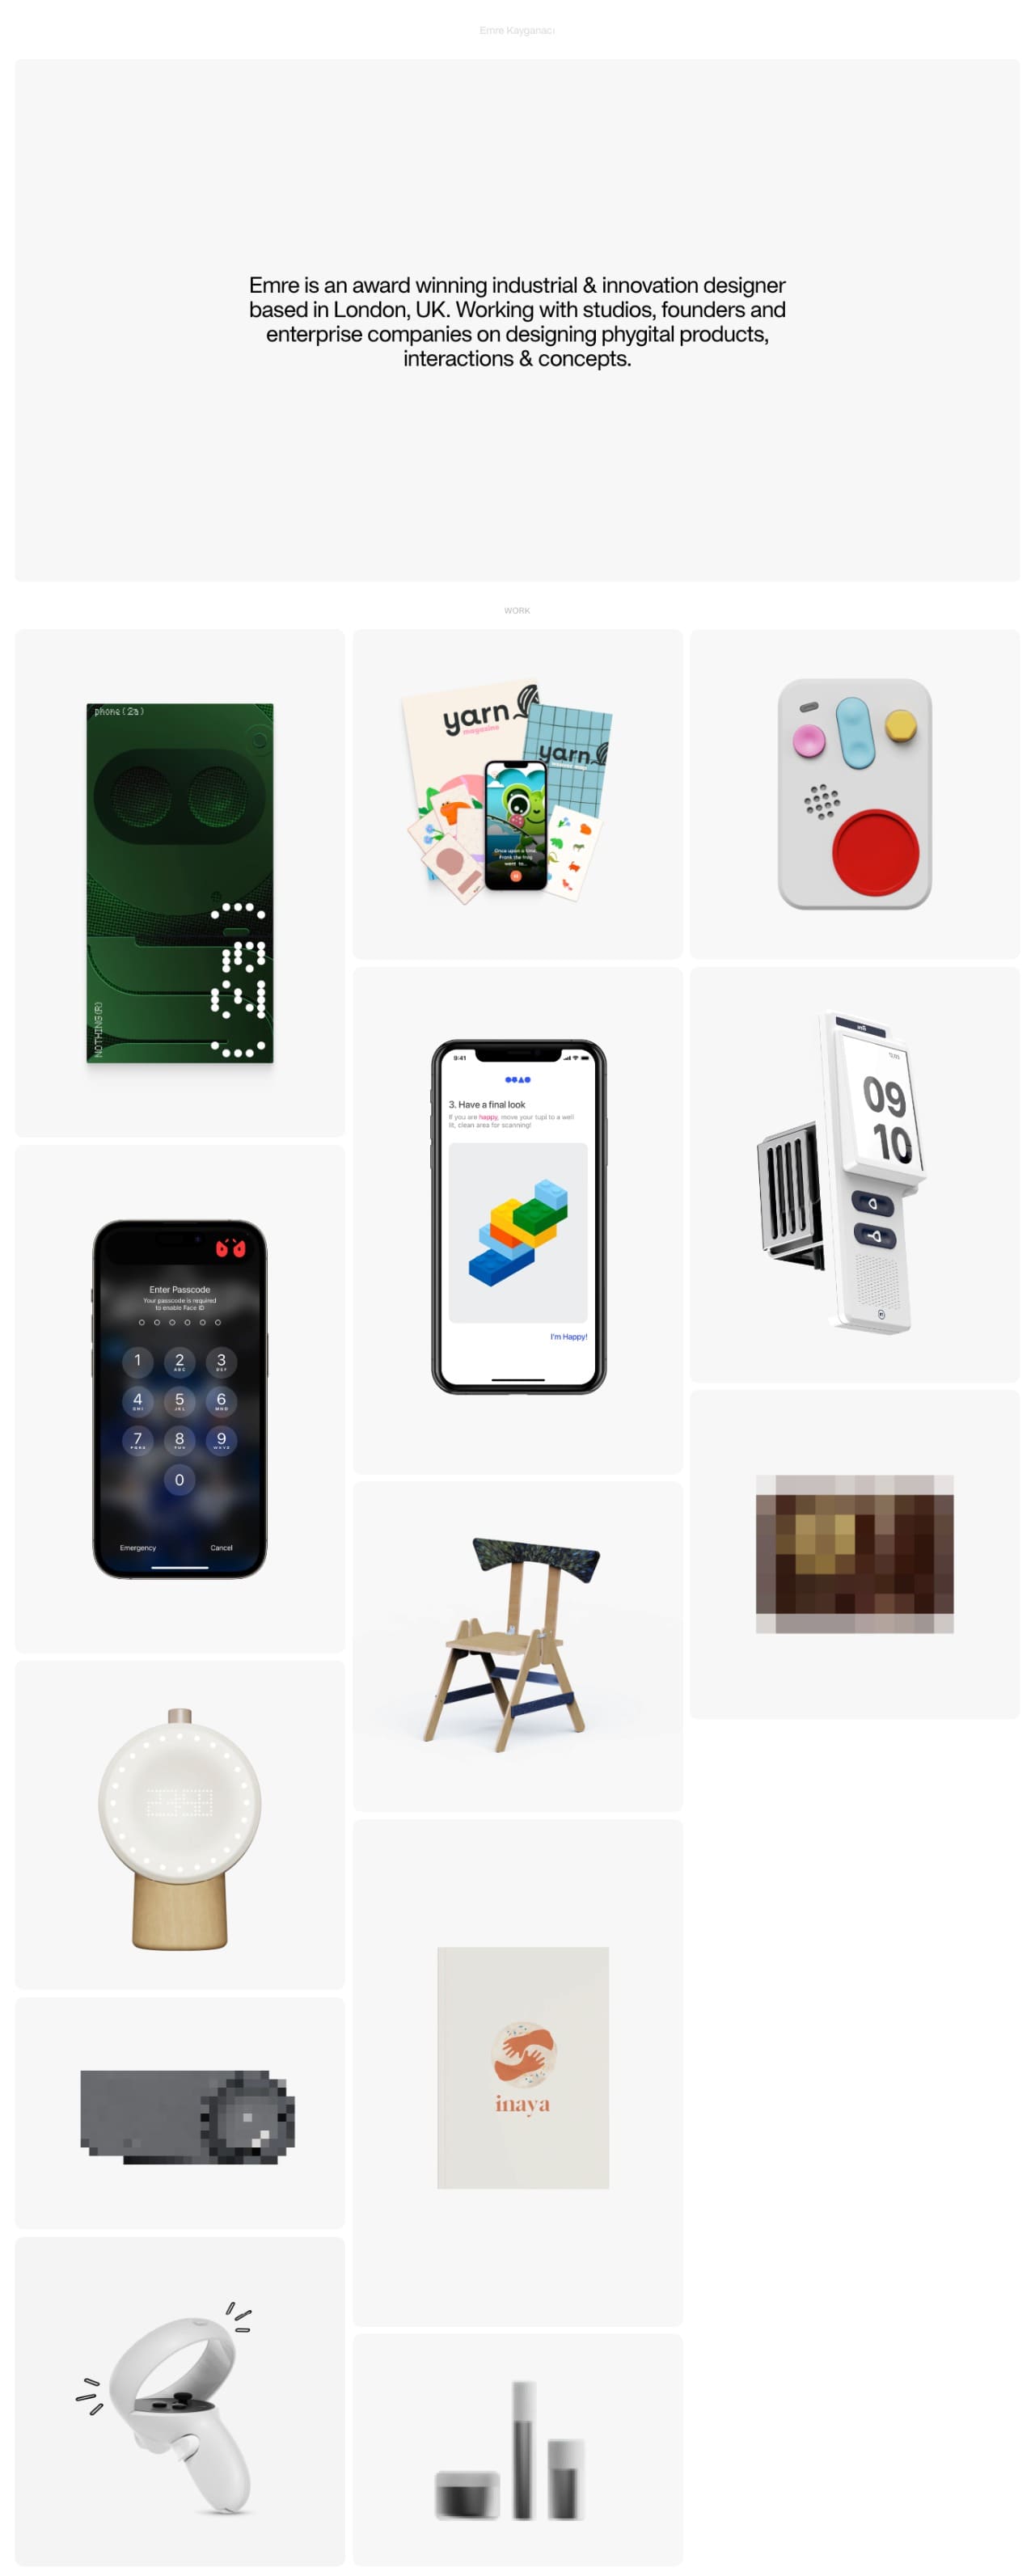 Emre Kayganacı
Emre is an award winning industrial & innovation designer
based in London, UK. Working with studios, founders and
enterprise companies on designing phygital products,
interactions & concepts.
WORK
phone(2a)
NOTHING(R)
yarn
magazine
yarn
Once upon a time
Frank the frog
went to...
9:41
3. Have a final look
If you are happy, move your tupl to a well
lit, clean area for scanning!
I'm Happy!
09
10
Enter Passcode
Your passcode is required
to enable Face ID
1
2
ABC
3
DEF
4
GHI
5
JKL
6
MNO
7
PQRS
8
TUV
9
WXYZ
0
Emergency
Cancel
inaya